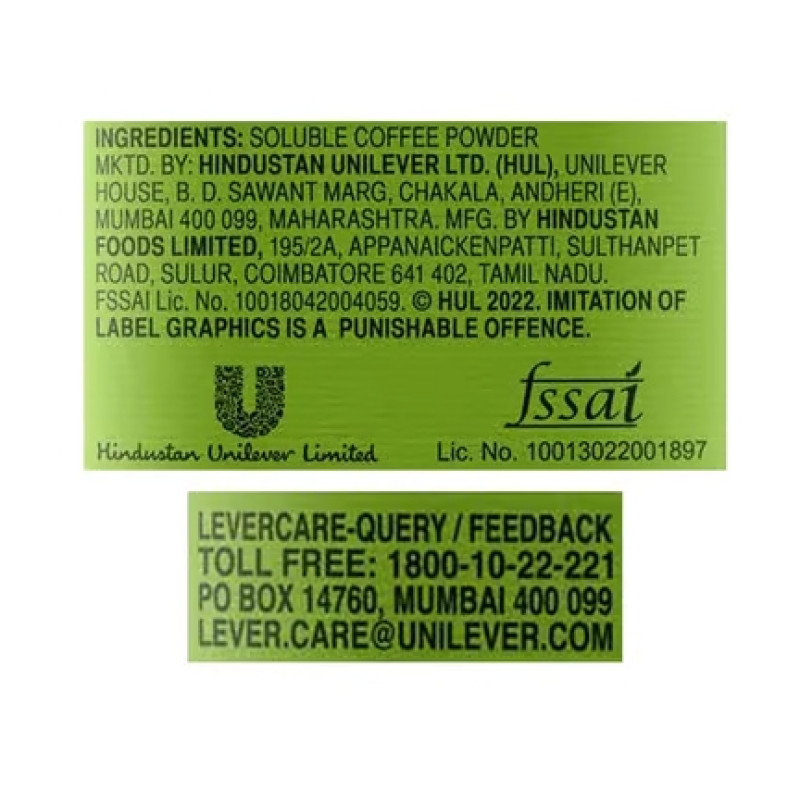 INGREDIENTS: SOLUBLE COFFEE POWDER
MKTD. BY: HINDUSTAN UNILEVER LTD. (HUL), UNILEVER
HOUSE, B. D. SAWANT MARG, CHAKALA, ANDHERI (E),
MUMBAI 400 099, MAHARASHTRA. MFG. BY HINDUSTAN
FOODS LIMITED, 195/2A, APPANAICKENPATTI, SULTHANPET
ROAD, SULUR, COIMBATORE 641 402, TAMIL NADU.
FSSAI Lic. No. 10018042004059. © HUL 2022. IMITATION OF
LABEL GRAPHICS IS A PUNISHABLE OFFENCE.
fssai
Hindustan Unilever Limited
Lic. No. 10013022001897
LEVERCARE-QUERY / FEEDBACK
TOLL FREE: 1800-10-22-221
PO BOX 14760, MUMBAI 400 099
LEVER.CARE@UNILEVER.COM